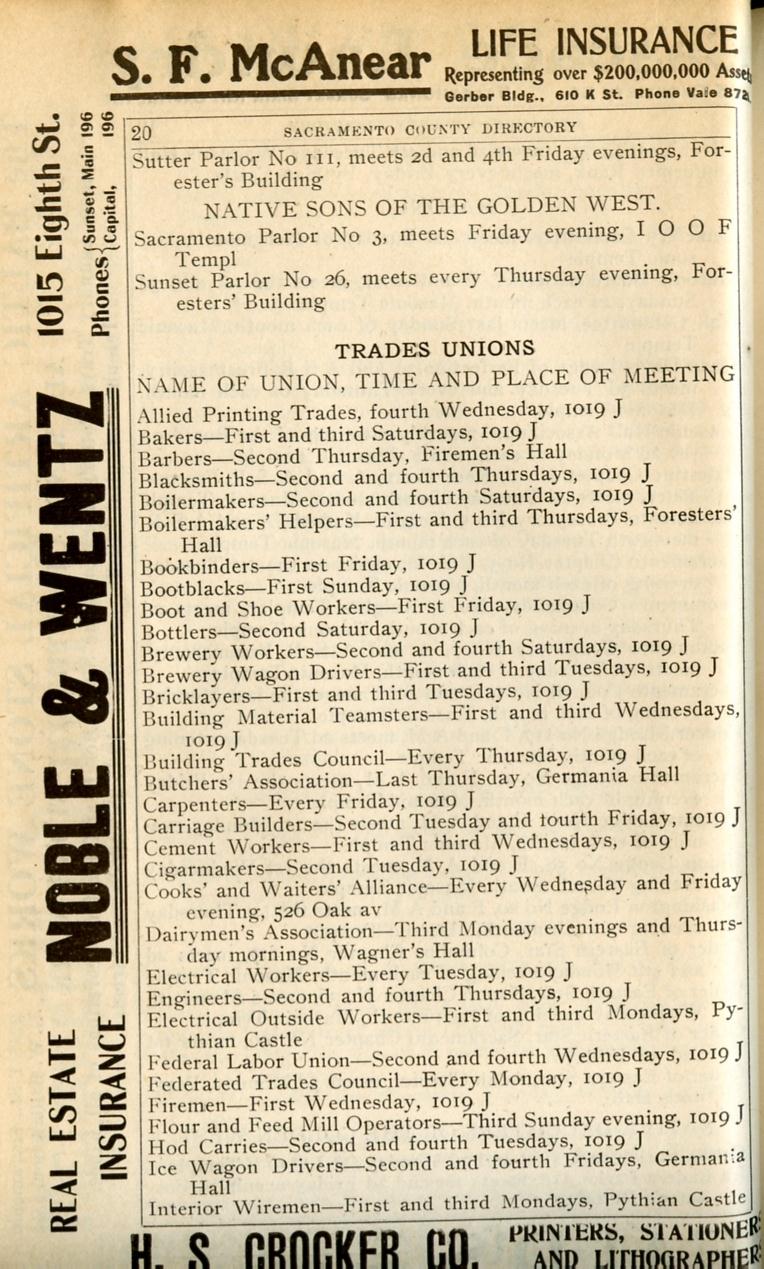 S. F. McAnear
LIFE INSURANCE
Representing over $200,000,000 Asset
Gerber Bldg., 610 K St. Phone Vale 872
20 SACRAMENTO COUNTY DIRECTORY
Sutter Parlor No 111, meets 2d and 4th Friday evenings, For-
ester's Building
NATIVE SONS OF THE GOLDEN WEST.
Sacramento Parlor No 3, meets Friday evening, I O O F
Templ
Sunset Parlor No 26, meets every Thursday evening, For-
esters' Building
TRADES UNIONS
NAME OF UNION, TIME AND PLACE OF MEETING
Allied Printing Trades, fourth Wednesday, 1019 J
Bakers—First and third Saturdays, 1019 J
Barbers—Second Thursday, Firemen's Hall
Blacksmiths—Second and fourth Thursdays, 1019 J
Boilermakers—Second and fourth Saturdays, 1019 J
Boilermakers' Helpers—First and third Thursdays, Foresters'
Hall
Bookbinders—First Friday, 1019 J
Bootblacks—First Sunday, 1019 J
Boot and Shoe Workers—First Friday, 1019 J
Bottlers—Second Saturday, 1019 J
Brewery Workers—Second and fourth Saturdays, 1019 J
Brewery Wagon Drivers—First and third Tuesdays, 1019 J
Bricklayers—First and third Tuesdays, 1019 J
Building Material Teamsters—First and third Wednesdays,
1019 J
Building Trades Council—Every Thursday, 1019 J
Butchers' Association—Last Thursday, Germania Hall
Carpenters—Every Friday, 1019 J
Carriage Builders—Second Tuesday and fourth Friday, 1019 J
Cement Workers—First and third Wednesdays, 1019 J
Cigarmakers—Second Tuesday, 1019 J
Cooks' and Waiters' Alliance—Every Wednesday and Friday
evening, 526 Oak av
Dairymen's Association—Third Monday evenings and Thurs-
day mornings, Wagner's Hall
Electrical Workers—Every Tuesday, 1019 J
Engineers—Second and fourth Thursdays, 1019 J
Electrical Outside Workers—First and third Mondays, Py-
thian Castle
Federal Labor Union—Second and fourth Wednesdays, 1019 J
Federated Trades Council—Every Monday, 1019 J
Firemen—First Wednesday, 1019 J
Flour and Feed Mill Operators—Third Sunday evening, 1019 J
Hod Carries—Second and fourth Tuesdays, 1019 J
Ice Wagon Drivers—Second and fourth Fridays, Germania
Hall
Interior Wiremen—First and third Mondays, Pythian Castle
REAL ESTATE
INSURANCE
NOBLE & WENTZ
1015 Eighth St.
Phones { Sunset, Main 196
Capital, 196
H. S. CROCKER CO.
PRINTERS, STATIONER
AND LITHOGRAPHER